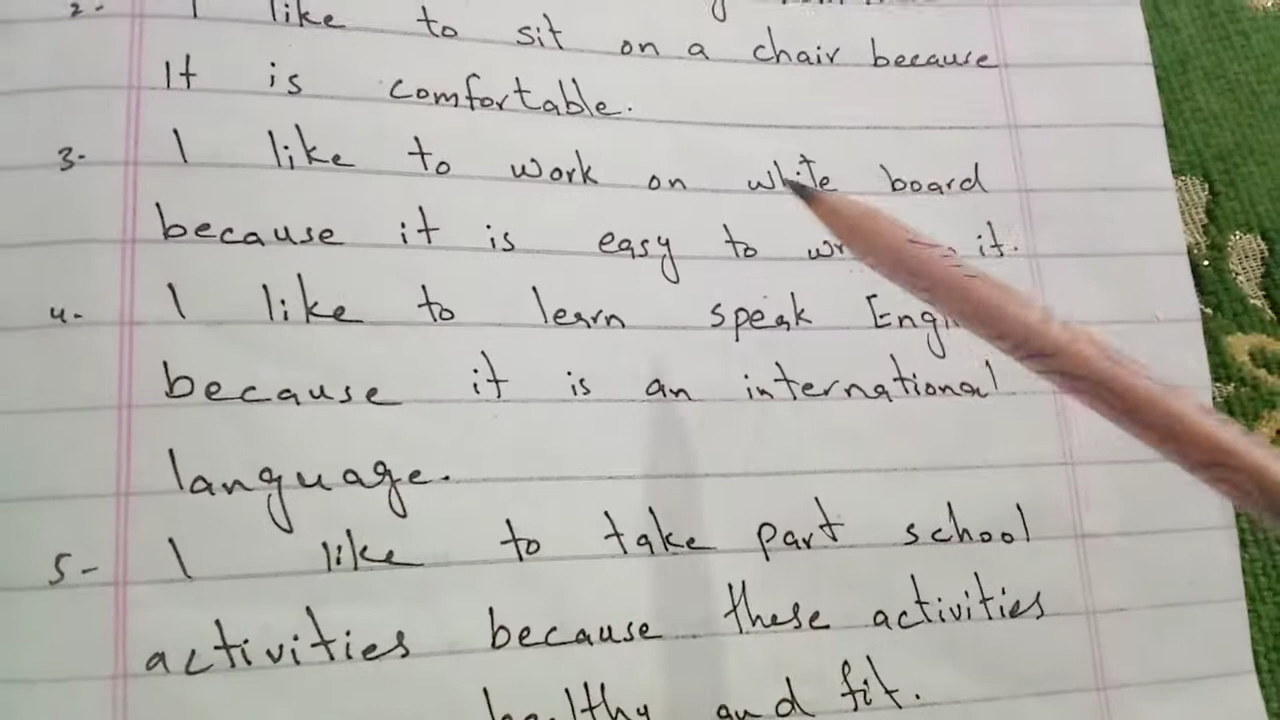 2- I like to sit on a chair because
It is comfortable.
3- I like to work on white board
because it is easy to it.
4- I like to learn speak
because it is an international
language.
5- I like to take part school
activities because these activities
healthy and fit.